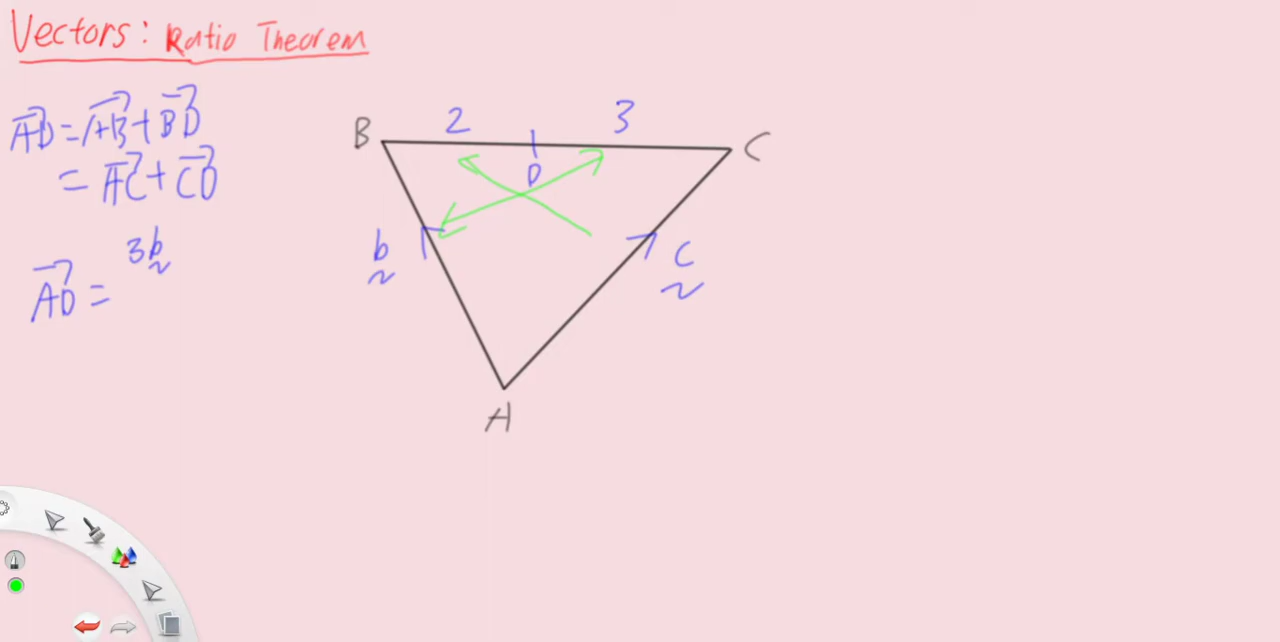 Vectors: Ratio Theorem
AD = AB + BD
= AC + CD
AD = 3b
B 2 3 C
D
b c
A